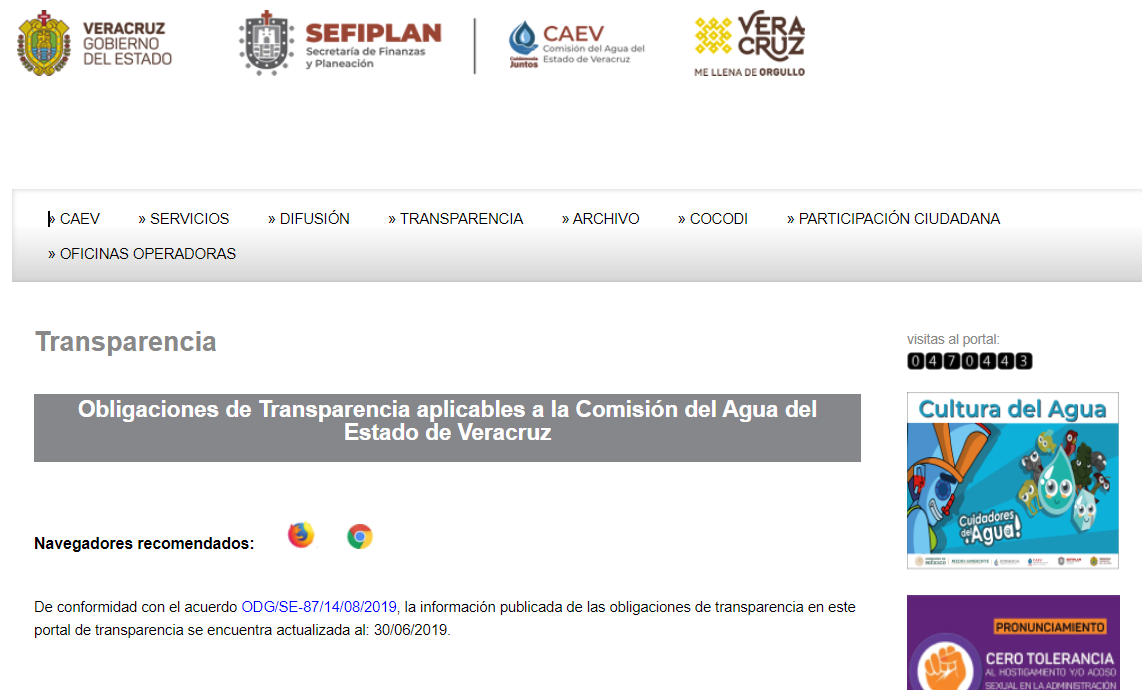 VERACRUZ
GOBIERNO
DEL ESTADO
SEFIPLAN
Secretaría de Finanzas
y Planeación
CAEV
Comisión del Agua del
Estado de Veracruz
Juntos
VERA
CRUZ
ME LLENA DE ORGULLO
» CAEV » SERVICIOS » DIFUSIÓN » TRANSPARENCIA » ARCHIVO » COCODI » PARTICIPACIÓN CIUDADANA
» OFICINAS OPERADORAS
Transparencia
Obligaciones de Transparencia aplicables a la Comisión del Agua del
Estado de Veracruz
Navegadores recomendados:
De conformidad con el acuerdo ODG/SE-87/14/08/2019, la información publicada de las obligaciones de transparencia en este
portal de transparencia se encuentra actualizada al: 30/06/2019.
visitas al portal:
0470443
Cultura del Agua
Cuidadores
del Agua!
PRONUNCIAMIENTO
CERO TOLERANCIA
AL HOSTIGAMIENTO Y/O ACOSO
SEXUAL EN LA ADMINISTRACIÓN